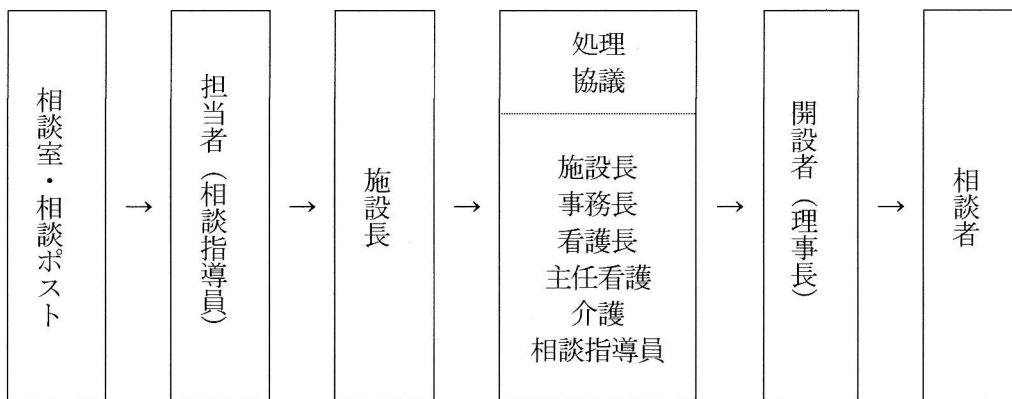 相談室・相談ポスト
→
担当者（相談指導員）
→
施設長
→
処理
協議
施設長
事務長
看護長
主任看護
介護
相談指導員
→
開設者（理事長）
→
相談者